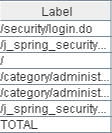 Label
/security/login.do
/j_spring_security...
/
/category/administ...
/category/administ...
/j_spring_security...
TOTAL